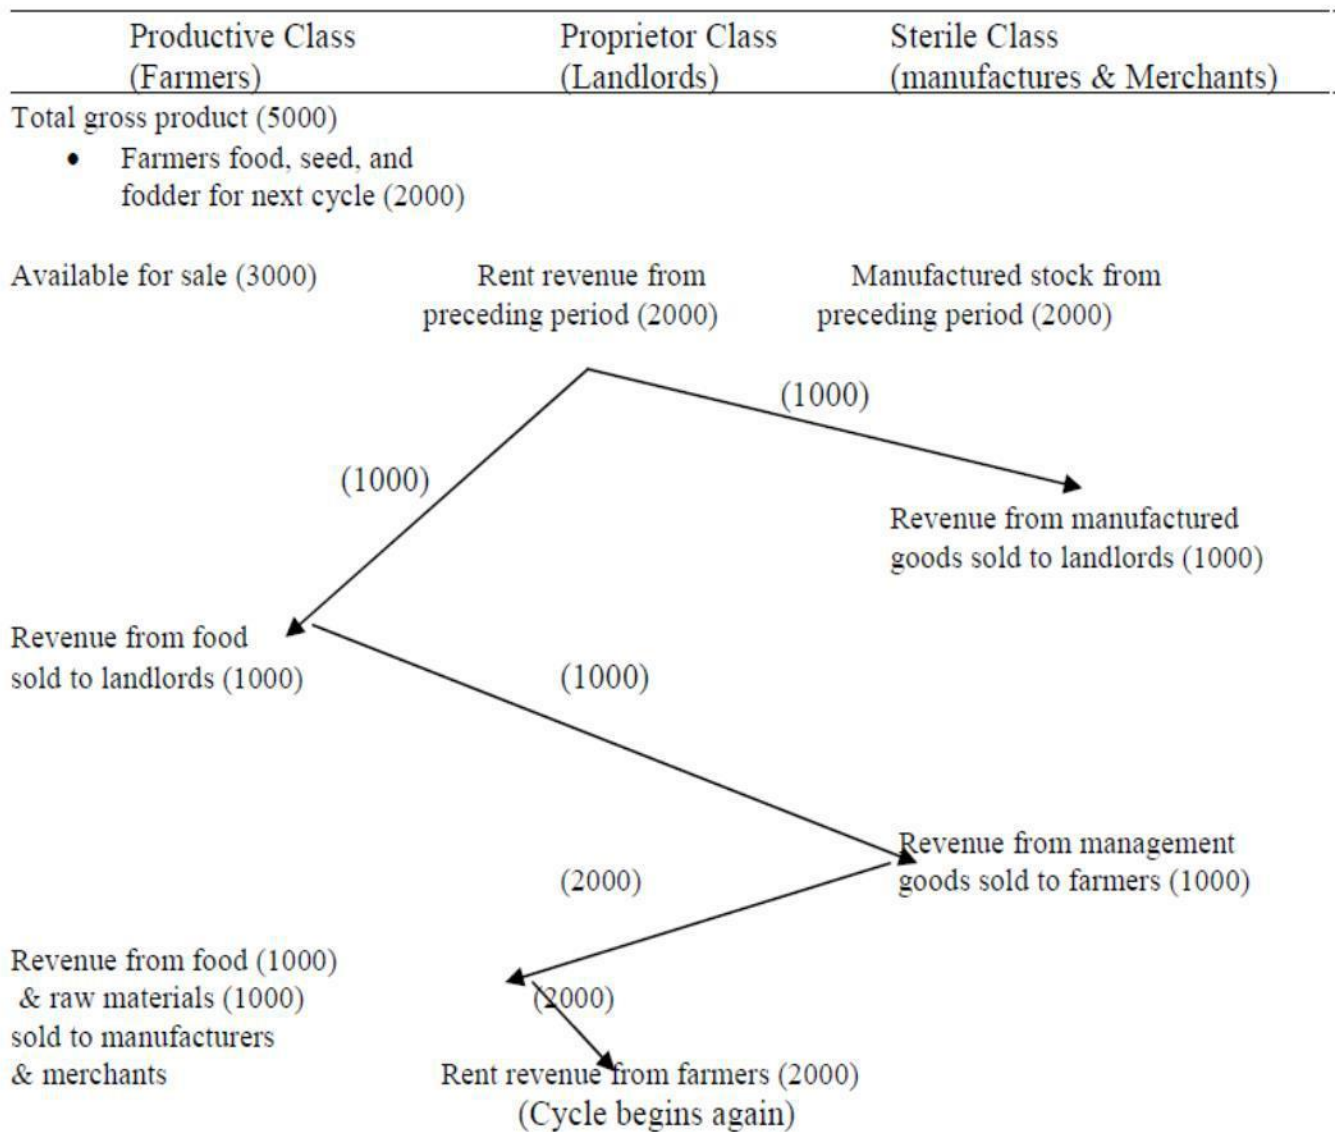 Productive Class
(Farmers)
Proprietor Class
(Landlords)
Sterile Class
(manufactures & Merchants)
Total gross product (5000)
• Farmers food, seed, and
fodder for next cycle (2000)
Available for sale (3000)
Rent revenue from
preceding period (2000)
Manufactured stock from
preceding period (2000)
(1000)
(1000)
Revenue from manufactured
goods sold to landlords (1000)
Revenue from food
sold to landlords (1000)
(1000)
Revenue from management
goods sold to farmers (1000)
(2000)
Revenue from food (1000)
& raw materials (1000)
sold to manufacturers
& merchants
(2000)
Rent revenue from farmers (2000)
(Cycle begins again)